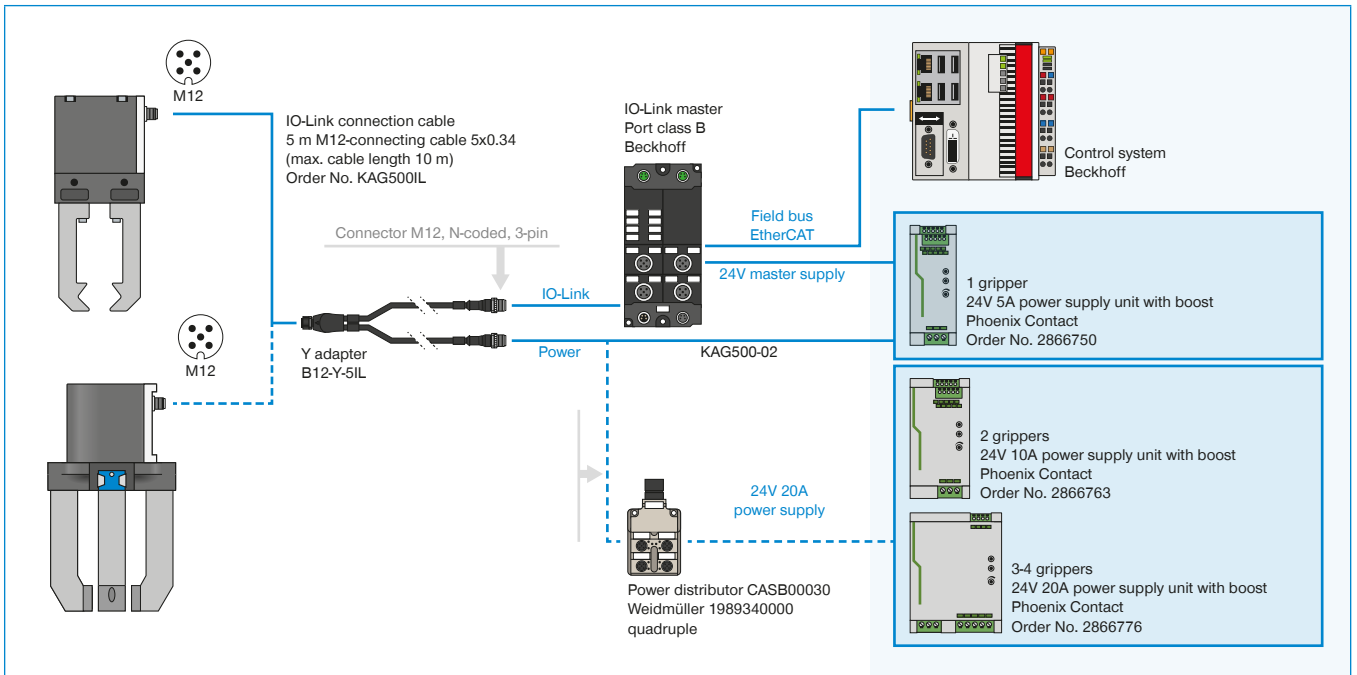 M12
IO-Link connection cable
5 m M12-connecting cable 5x0.34
(max. cable length 10 m)
Order No. KAG500IL
IO-Link master
Port class B
Beckhoff
Control system
Beckhoff
Connector M12, N-coded, 3-pin
Field bus
EtherCAT
24V master supply
1 gripper
24V 5A power supply unit with boost
Phoenix Contact
Order No. 2866750
IO-Link
M12
Y adapter
B12-Y-5IL
Power
KAG500-02
2 grippers
24V 10A power supply unit with boost
Phoenix Contact
Order No. 2866763
24V 20A
power supply
3-4 grippers
24V 20A power supply unit with boost
Phoenix Contact
Order No. 2866776
Power distributor CASB00030
Weidmüller 1989340000
quadruple